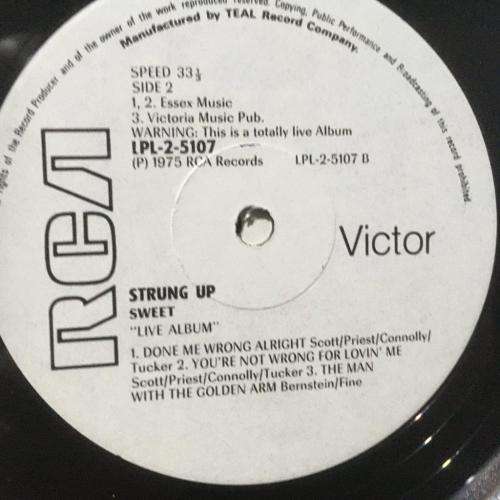 of the Record Producer and of the owner of the work reproduced reserved. Copying, Public Performance and Broadcasting of this record prohibited.
Manufactured by TEAL Record Company.
SPEED 33⅓
SIDE 2
1, 2. Essex Music
3. Victoria Music Pub.
WARNING: This is a totally live Album
LPL-2-5107
(P) 1975 RCA Records LPL-2-5107 B
RCA
Victor
STRUNG UP
SWEET
"LIVE ALBUM"
1. DONE ME WRONG ALRIGHT Scott/Priest/Connolly/
Tucker 2. YOU'RE NOT WRONG FOR LOVIN' ME
Scott/Priest/Connolly/Tucker 3. THE MAN
WITH THE GOLDEN ARM Bernstein/Fine